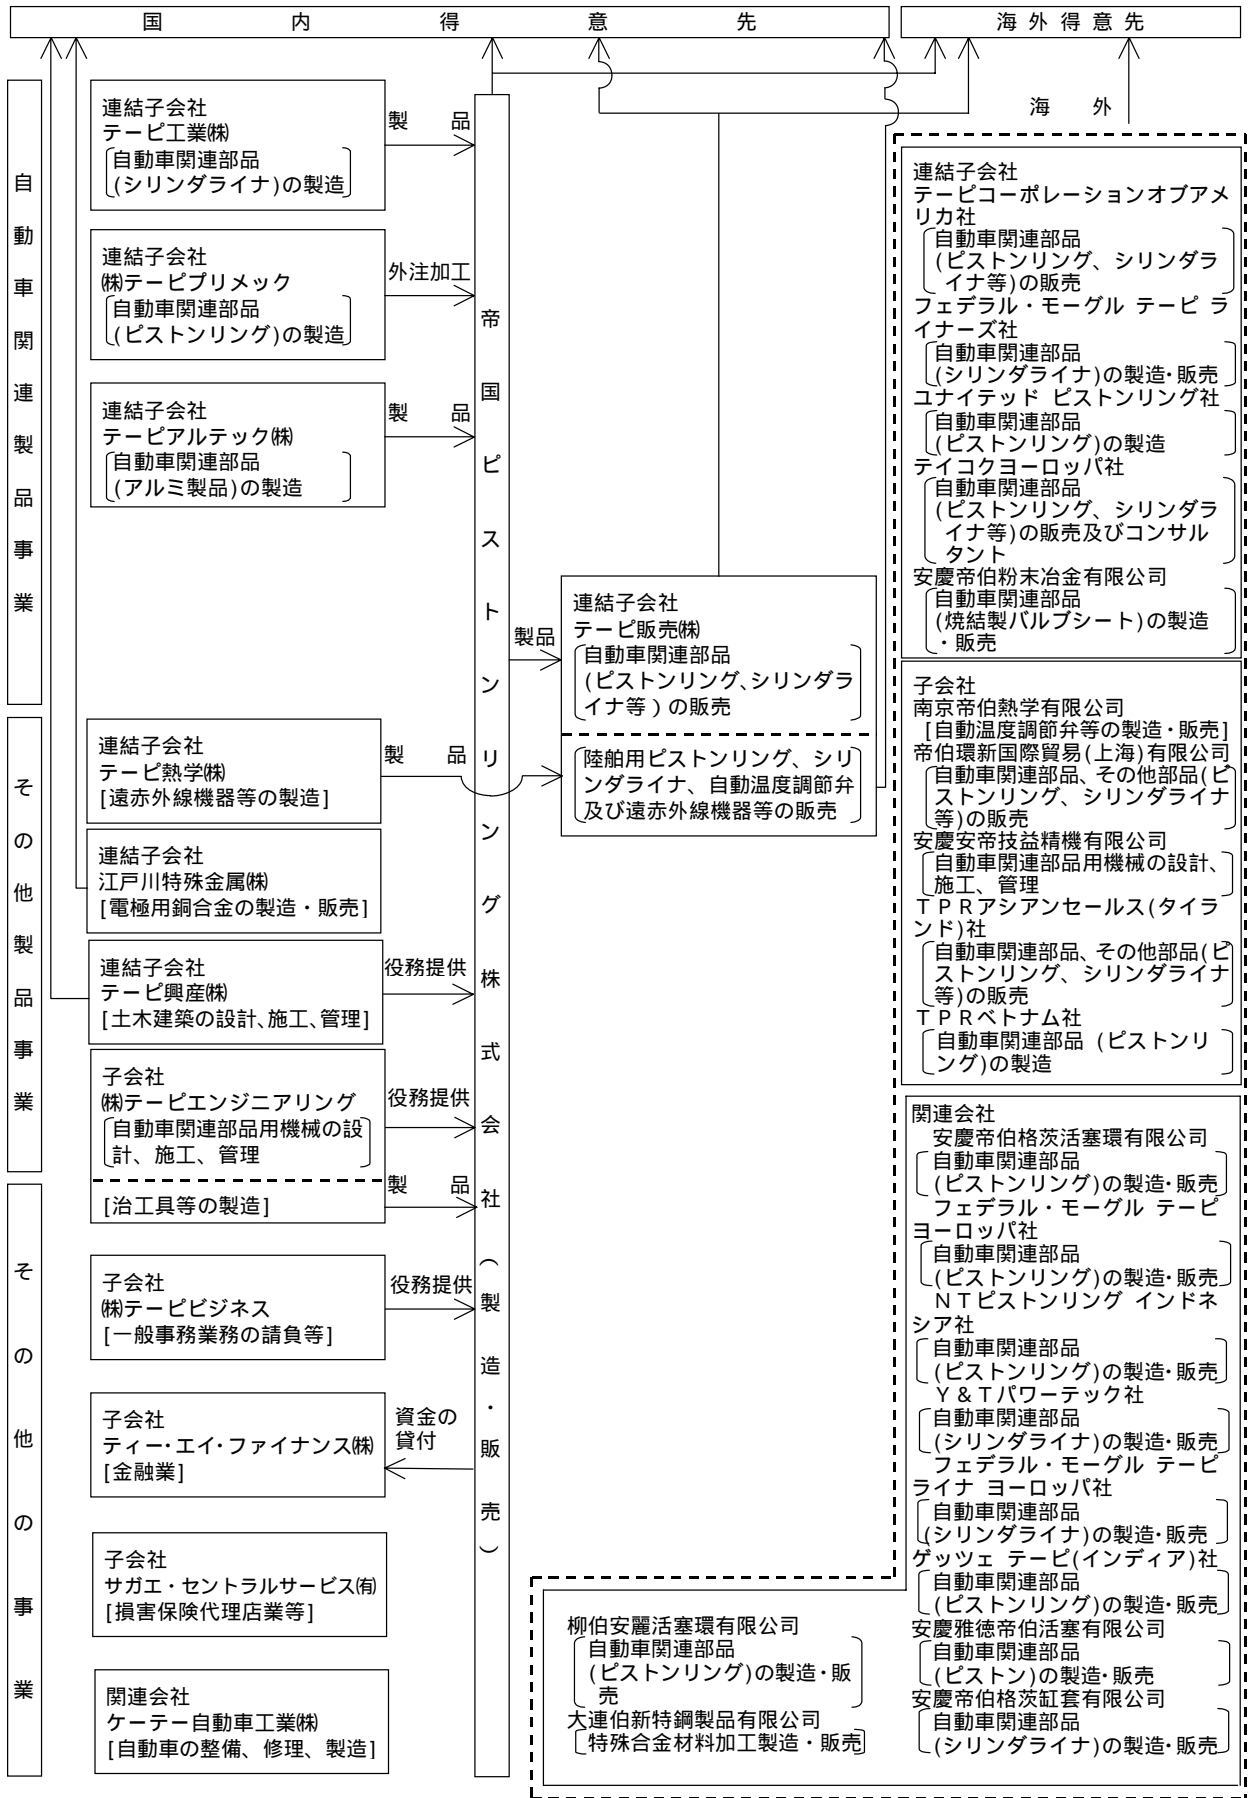 国内得意先
海外得意先
自動車関連製品事業
その他製品事業
その他の事業
連結子会社
テーピ工業㈱
自動車関連部品
(シリンダライナ)の製造
製品
連結子会社
㈱テーピプリメック
自動車関連部品
(ピストンリング)の製造
外注加工
連結子会社
テーピアルテック㈱
自動車関連部品
(アルミ製品)の製造
製品
連結子会社
テーピ熱学㈱
[遠赤外線機器等の製造]
製品
連結子会社
江戸川特殊金属㈱
[電極用銅合金の製造・販売]
連結子会社
テーピ興産㈱
[土木建築の設計、施工、管理]
役務提供
子会社
㈱テーピエンジニアリング
自動車関連部品用機械の設
計、施工、管理
役務提供
[治工具等の製造]
製品
子会社
㈱テーピビジネス
[一般事務業務の請負等]
役務提供
子会社
ティー・エイ・ファイナンス㈱
[金融業]
資金の
貸付
子会社
サガエ・セントラルサービス㈲
[損害保険代理店業等]
関連会社
ケーテー自動車工業㈱
[自動車の整備、修理、製造]
帝国ピストンリング株式会社(製造・販売)
製品
連結子会社
テーピ販売㈱
自動車関連部品
(ピストンリング、シリンダラ
イナ等)の販売
陸舶用ピストンリング、シリ
ンダライナ、自動温度調節弁
及び遠赤外線機器等の販売
海外
連結子会社
テーピコーポレーションオブアメ
リカ社
自動車関連部品
(ピストンリング、シリンダラ
イナ等)の販売
フェデラル・モーグル テーピ ラ
イナーズ社
自動車関連部品
(シリンダライナ)の製造・販売
ユナイテッド ピストンリング社
自動車関連部品
(ピストンリング)の製造
テイコクヨーロッパ社
自動車関連部品
(ピストンリング、シリンダラ
イナ等)の販売及びコンサル
タント
安慶帝伯粉末冶金有限公司
自動車関連部品
(焼結製バルブシート)の製造
・販売
子会社
南京帝伯熱学有限公司
[自動温度調節弁等の製造・販売]
帝伯環新国際貿易(上海)有限公司
自動車関連部品、その他部品(ピ
ストンリング、シリンダライナ
等)の販売
安慶安帝技益精機有限公司
自動車関連部品用機械の設計、
施工、管理
TPRアシアンセールス(タイラ
ンド)社
自動車関連部品、その他部品(ピ
ストンリング、シリンダライナ
等)の販売
TPRベトナム社
自動車関連部品 (ピストンリ
ング)の製造
関連会社
安慶帝伯格茨活塞環有限公司
自動車関連部品
(ピストンリング)の製造・販売
フェデラル・モーグル テーピ
ヨーロッパ社
自動車関連部品
(ピストンリング)の製造・販売
NTピストンリング インドネ
シア社
自動車関連部品
(ピストンリング)の製造・販売
Y&Tパワーテック社
自動車関連部品
(シリンダライナ)の製造・販売
フェデラル・モーグル テーピ
ライナ ヨーロッパ社
自動車関連部品
(シリンダライナ)の製造・販売
ゲッツェ テーピ(インディア)社
自動車関連部品
(ピストンリング)の製造・販売
安慶雅徳帝伯活塞有限公司
自動車関連部品
(ピストン)の製造・販売
安慶帝伯格茨缸套有限公司
自動車関連部品
(シリンダライナ)の製造・販売
柳伯安麗活塞環有限公司
自動車関連部品
(ピストンリング)の製造・販
売
大連伯新特鋼製品有限公司
特殊合金材料加工製造・販売